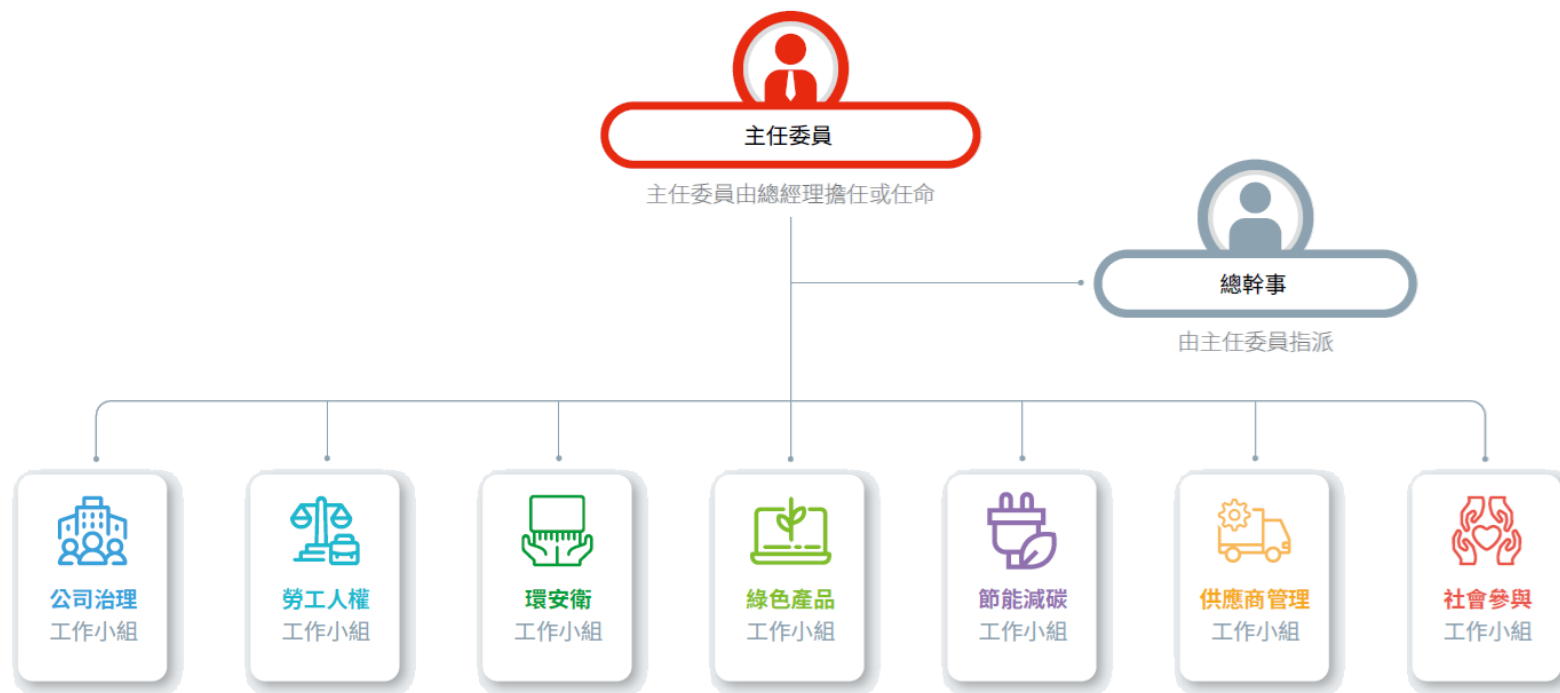 主任委員
主任委員由總經理擔任或任命
總幹事
由主任委員指派
公司治理
工作小組
勞工人權
工作小組
環安衛
工作小組
綠色產品
工作小組
節能減碳
工作小組
供應商管理
工作小組
社會參與
工作小組